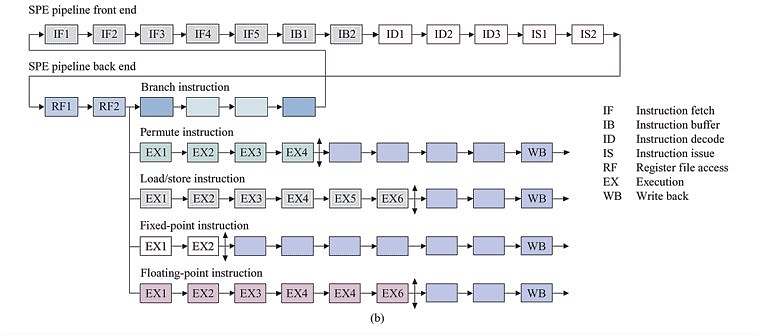 SPE pipeline front end
IF1 IF2 IF3 IF4 IF5 IB1 IB2 ID1 ID2 ID3 IS1 IS2
SPE pipeline back end
Branch instruction
RF1 RF2
Permute instruction
EX1 EX2 EX3 EX4 WB
Load/store instruction
EX1 EX2 EX3 EX4 EX5 EX6 WB
Fixed-point instruction
EX1 EX2 WB
Floating-point instruction
EX1 EX2 EX3 EX4 EX4 EX6 WB
IF Instruction fetch
IB Instruction buffer
ID Instruction decode
IS Instruction issue
RF Register file access
EX Execution
WB Write back
(b)